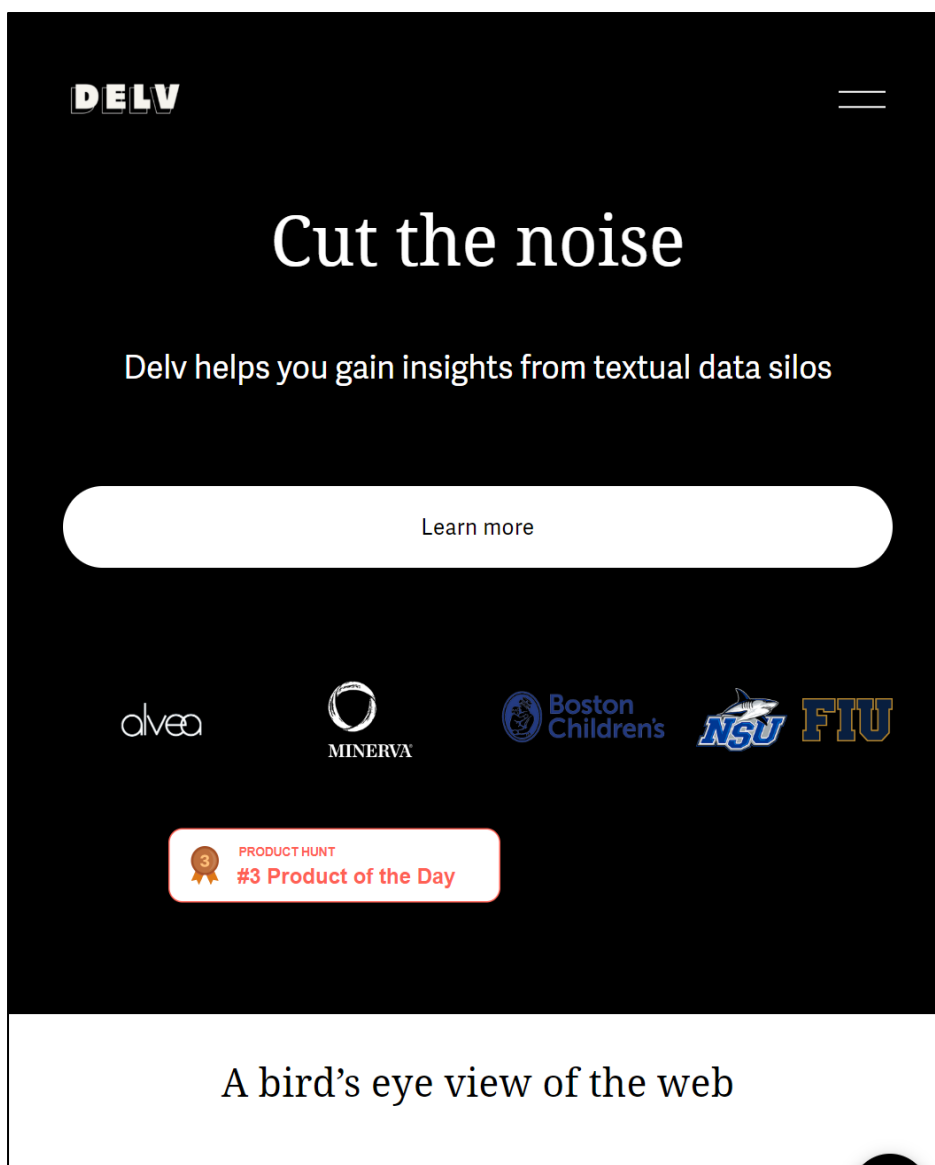 DELV
Cut the noise
Delv helps you gain insights from textual data silos
Learn more
alvea
MINERVA
Boston
Children's
NSU
FIU
3
PRODUCT HUNT
#3 Product of the Day
A bird’s eye view of the web